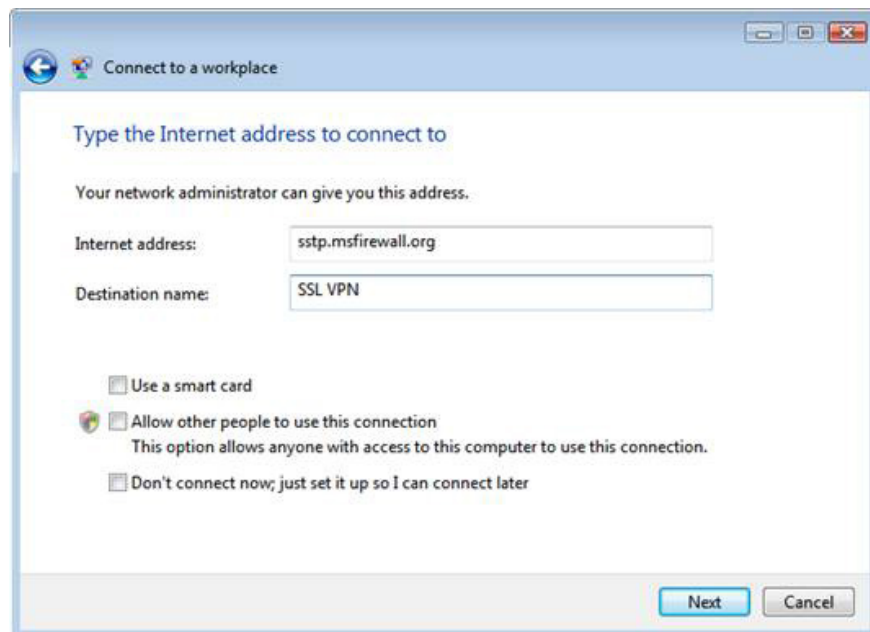 Connect to a workplace
Type the Internet address to connect to
Your network administrator can give you this address.
Internet address: sstp.msfirewall.org
Destination name: SSL VPN
Use a smart card
Allow other people to use this connection
This option allows anyone with access to this computer to use this connection.
Don't connect now; just set it up so I can connect later
Next Cancel